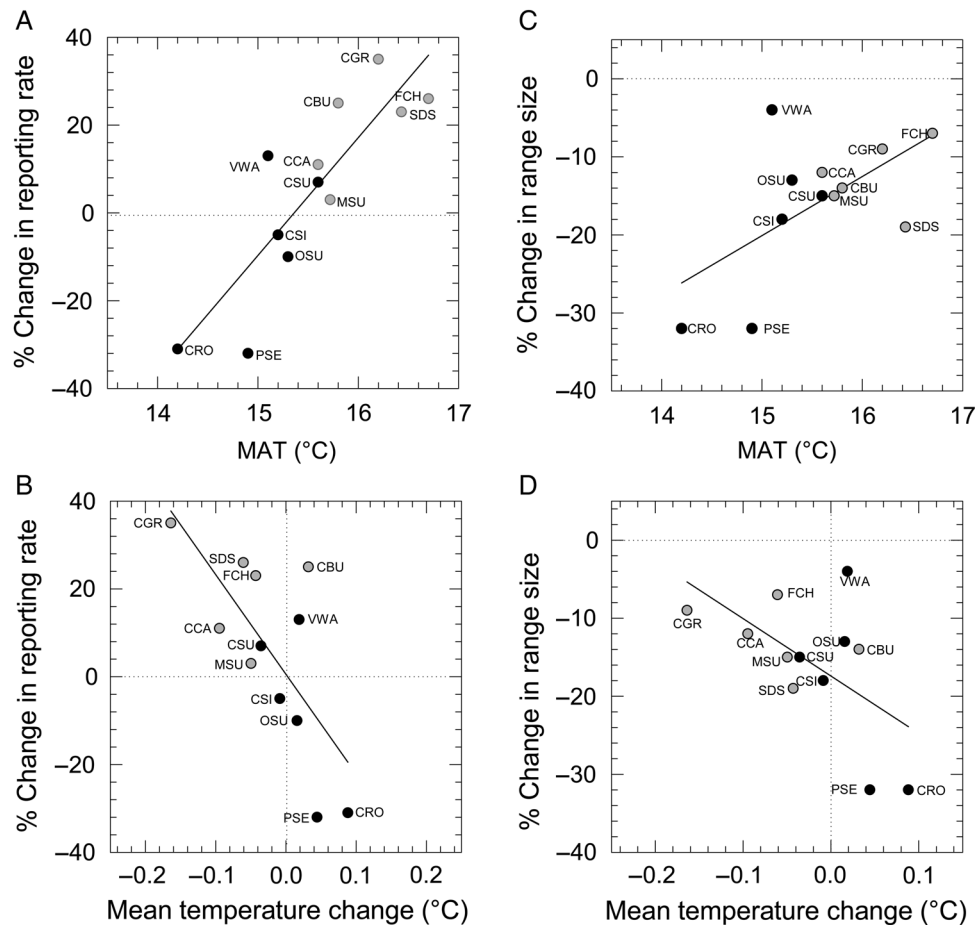 A
% Change in reporting rate
40
20
0
−20
−40
CGR
CBU
FCH
SDS
VWA
CCA
CSU
MSU
CSI
OSU
CRO
PSE
14
15
16
17
MAT (°C)
C
% Change in range size
0
−10
−20
−30
−40
VWA
FCH
CGR
OSU
CCA
CBU
CSU
MSU
CSI
SDS
CRO
PSE
14
15
16
17
MAT (°C)
B
% Change in reporting rate
40
20
0
−20
−40
CGR
SDS
FCH
CBU
CCA
VWA
CSU
MSU
CSI
OSU
PSE
CRO
−0.2
−0.1
0.0
0.1
0.2
Mean temperature change (°C)
D
% Change in range size
0
−10
−20
−30
−40
VWA
FCH
CGR
CCA
OSU
CBU
MSU
CSU
SDS
CSI
PSE
CRO
−0.2
−0.1
0.0
0.1
Mean temperature change (°C)